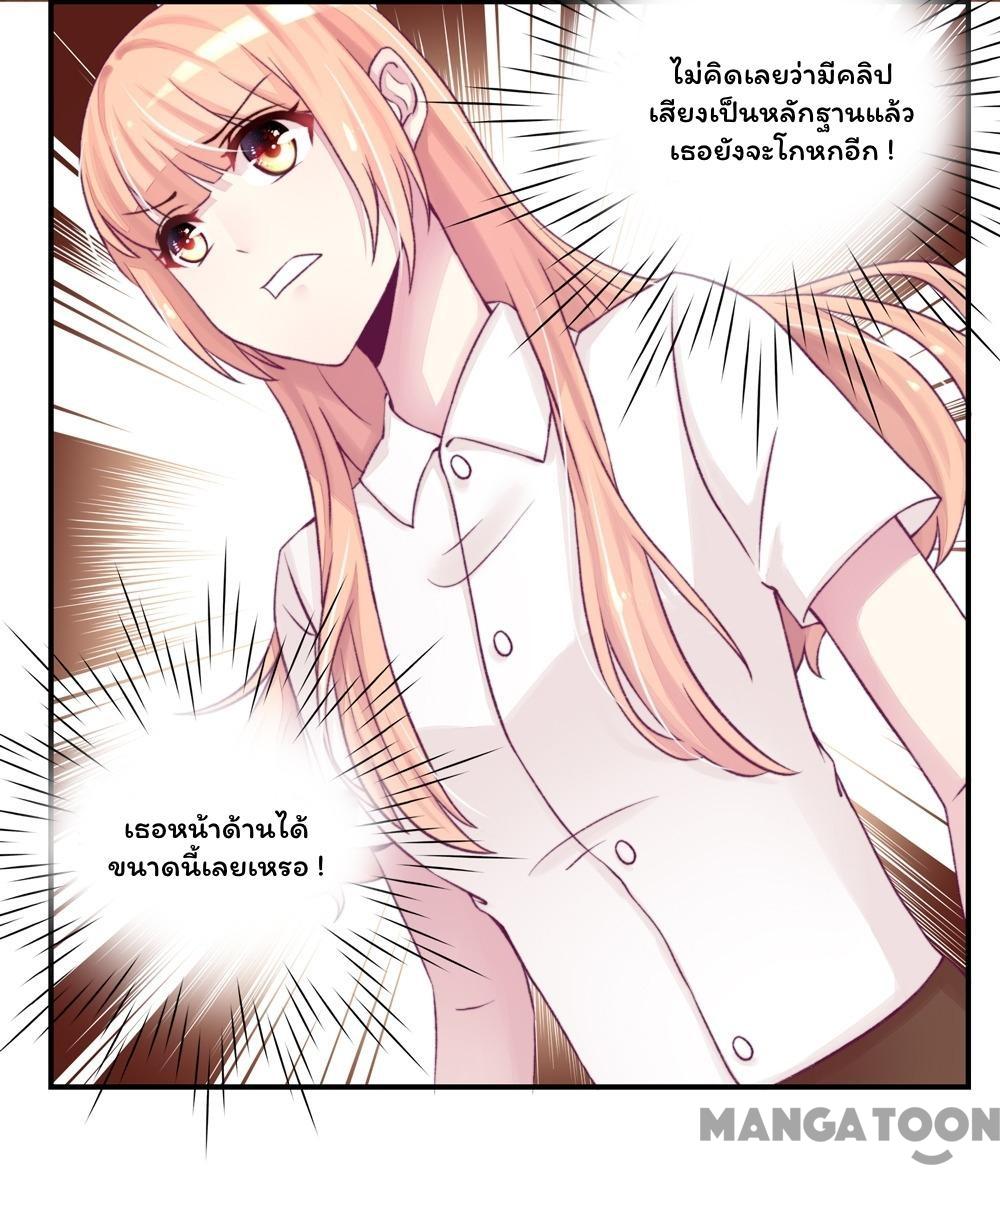 ไม่คิดเลยว่ามีคลิป
เสียงเป็นหลักฐานแล้ว
เธอยังจะโกหกอีก !
เธอหน้าด้านได้
ขนาดนี้เลยเหรอ !
MANGATOON